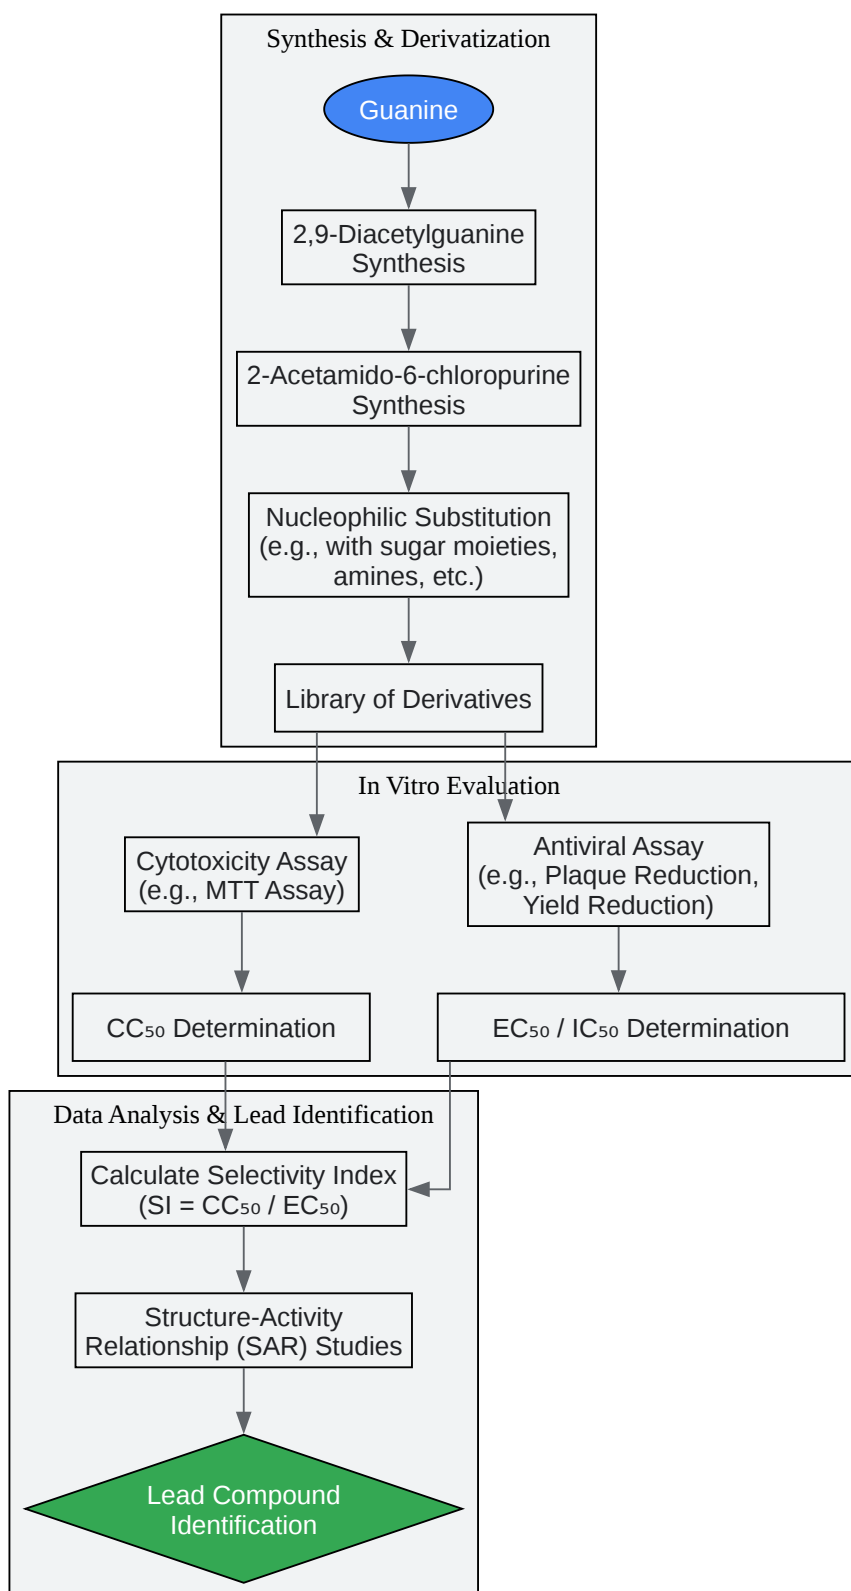 Synthesis & Derivatization
Guanine
2,9-Diacetylguanine
Synthesis
2-Acetamido-6-chloropurine
Synthesis
Nucleophilic Substitution
(e.g., with sugar moieties,
amines, etc.)
Library of Derivatives
In Vitro Evaluation
Cytotoxicity Assay
(e.g., MTT Assay)
Antiviral Assay
(e.g., Plaque Reduction,
Yield Reduction)
CC₅₀ Determination
EC₅₀ / IC₅₀ Determination
Data Analysis & Lead Identification
Calculate Selectivity Index
(SI = CC₅₀ / EC₅₀)
Structure-Activity
Relationship (SAR) Studies
Lead Compound
Identification